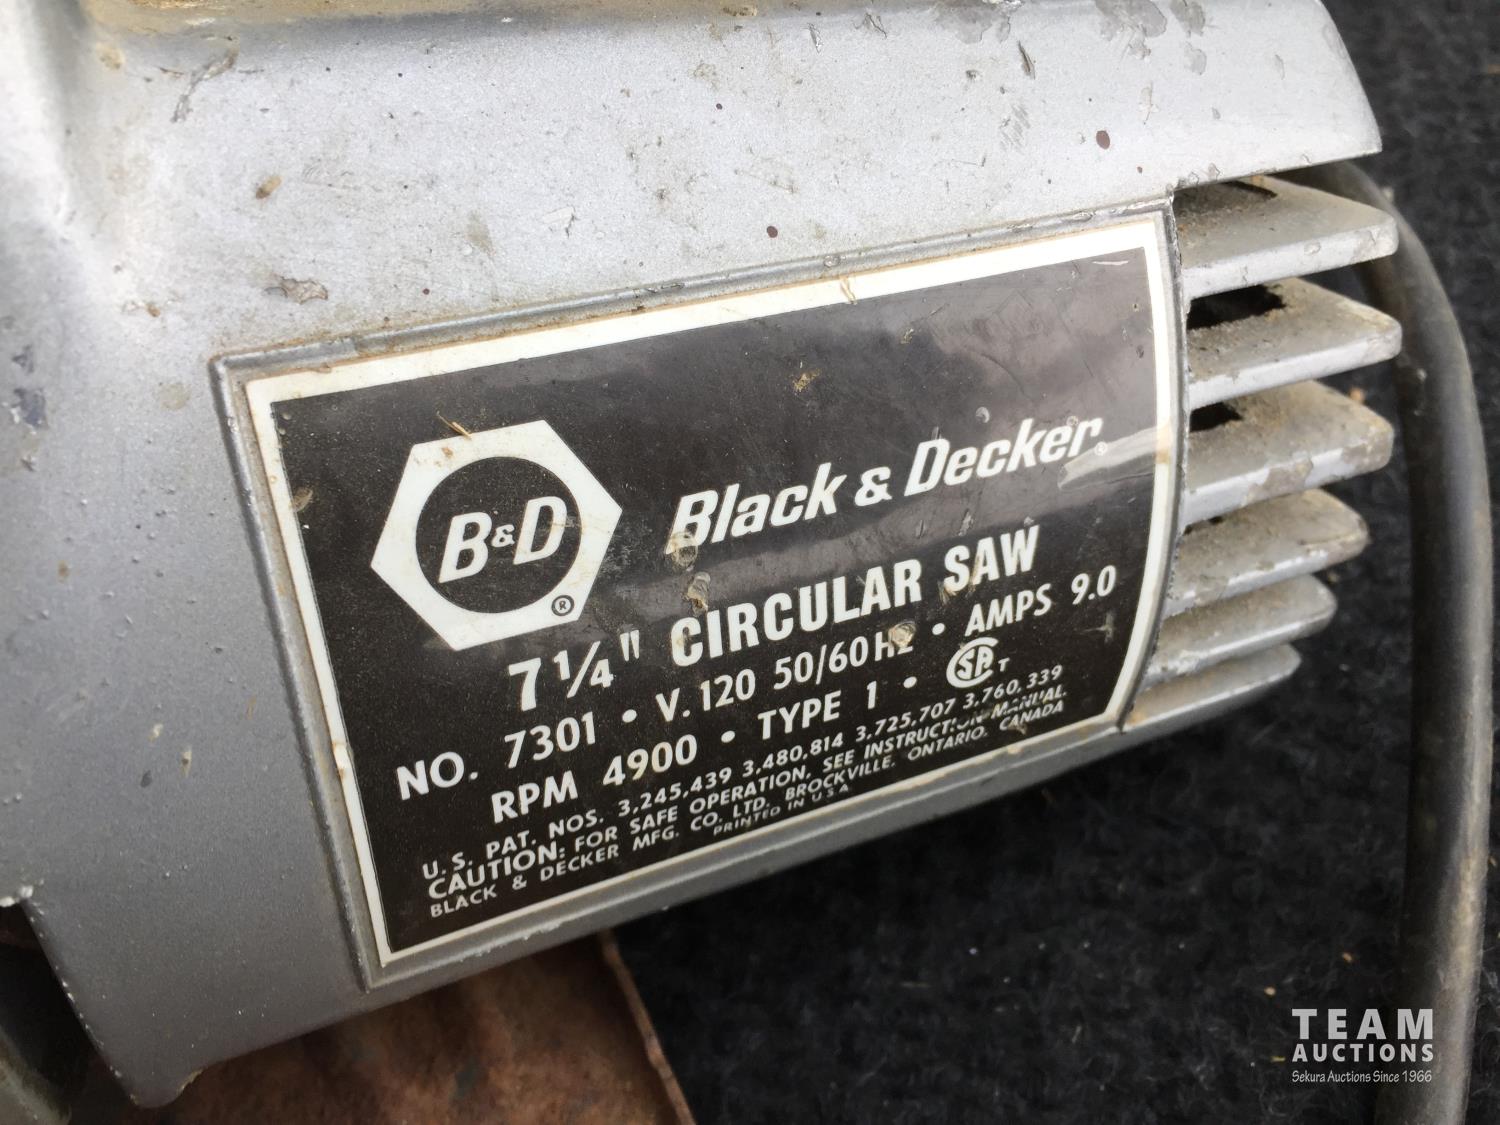 B&D®
Black & Decker®
7 1/4" CIRCULAR SAW
NO. 7301 • V. 120 50/60 Hz • AMPS 9.0
RPM 4900 • TYPE 1 • SA T
U.S. PAT. NOS. 3,245,439 3,480,814 3,725,707 3,760,339
CAUTION: FOR SAFE OPERATION, SEE INSTRUCTION MANUAL
BLACK & DECKER MFG. CO. LTD. BROCKVILLE, ONTARIO. CANADA
PRINTED IN U.S.A.
TEAM
AUCTIONS
Sekura Auctions Since 1966